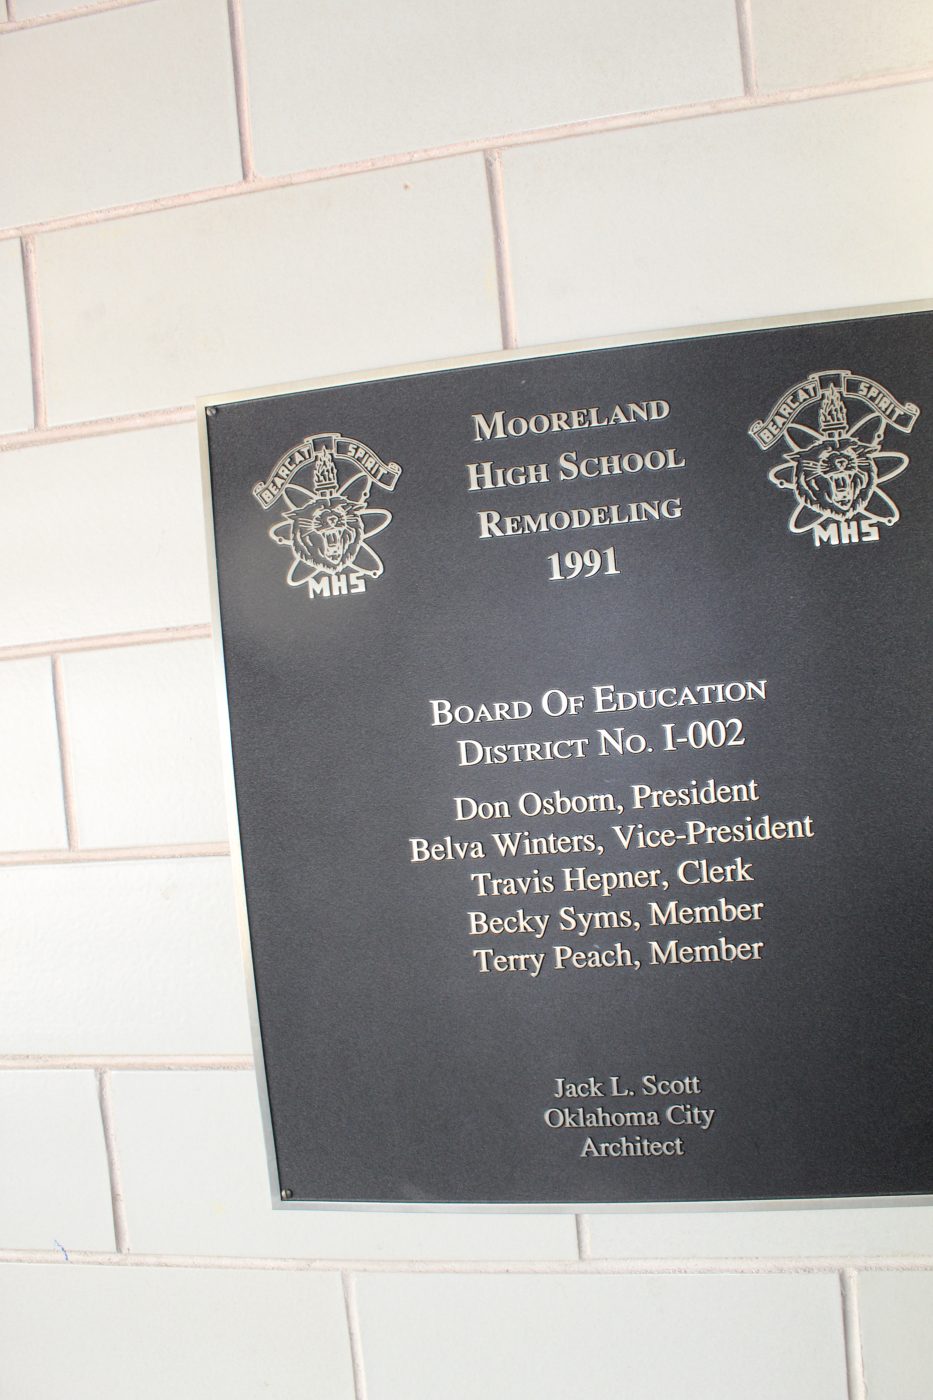 BEARCAT SPIRIT
MHS
MOORELAND
HIGH SCHOOL
REMODELING
1991
BEARCAT SPIRIT
MHS
BOARD OF EDUCATION
DISTRICT NO. I-002
Don Osborn, President
Belva Winters, Vice-President
Travis Hepner, Clerk
Becky Syms, Member
Terry Peach, Member
Jack L. Scott
Oklahoma City
Architect